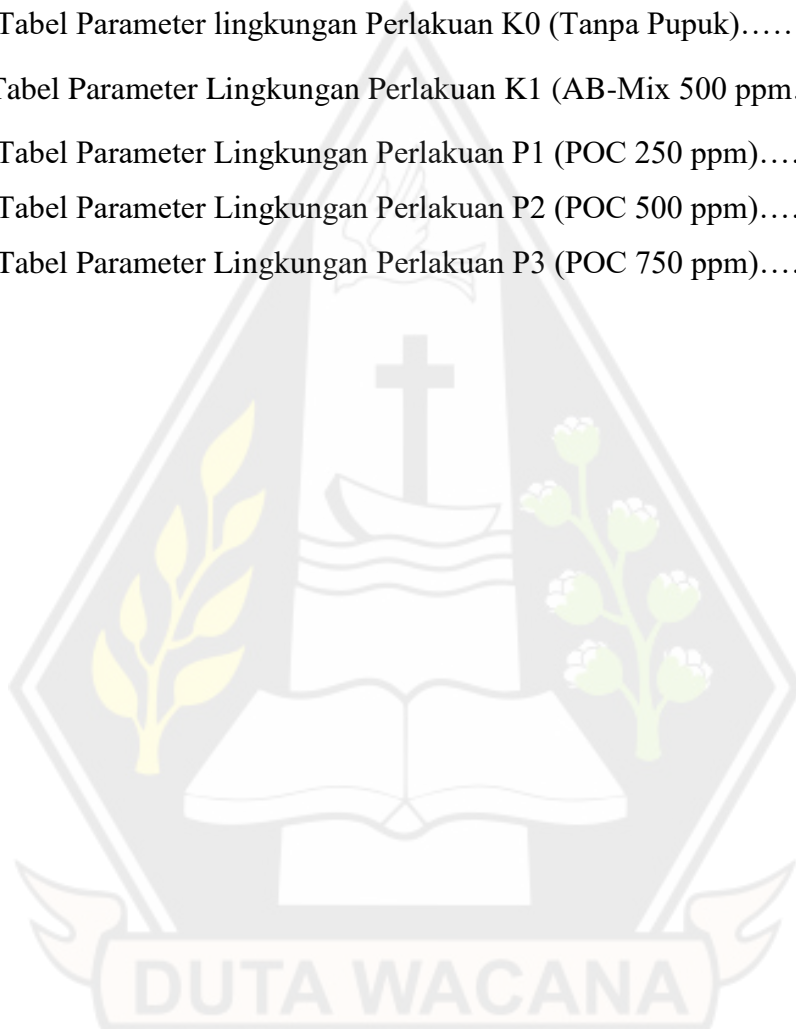 Tabel Parameter lingkungan Perlakuan K0 (Tanpa Pupuk)…..
Tabel Parameter Lingkungan Perlakuan K1 (AB-Mix 500 ppm.
Tabel Parameter Lingkungan Perlakuan P1 (POC 250 ppm)….
Tabel Parameter Lingkungan Perlakuan P2 (POC 500 ppm)….
Tabel Parameter Lingkungan Perlakuan P3 (POC 750 ppm)….
DUTA WACANA